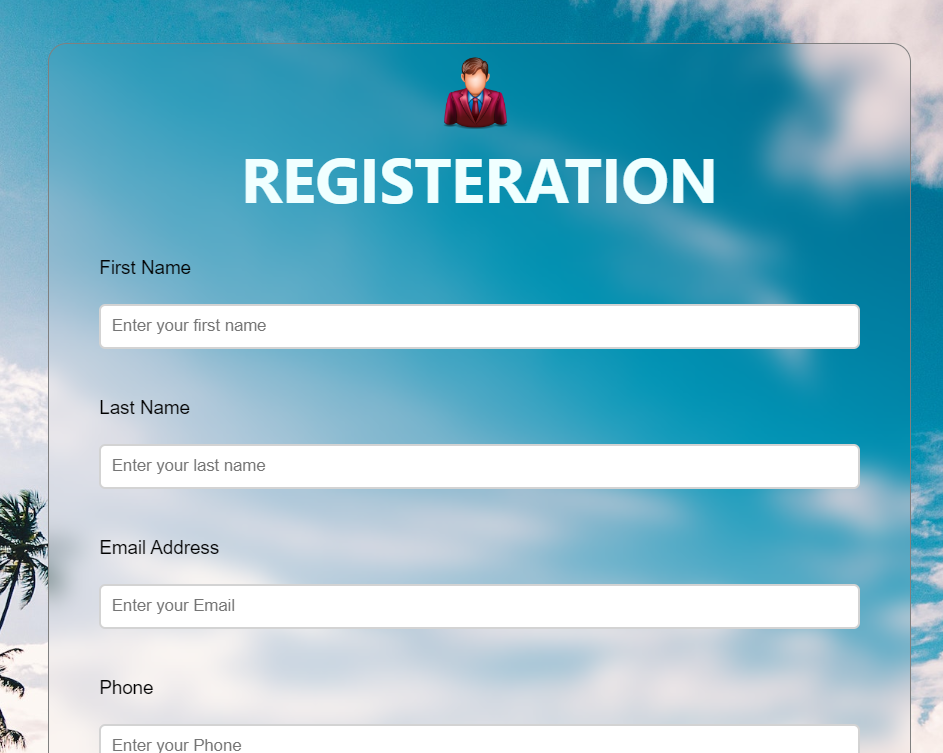 REGISTERATION
First Name
Enter your first name
Last Name
Enter your last name
Email Address
Enter your Email
Phone
Enter your Phone